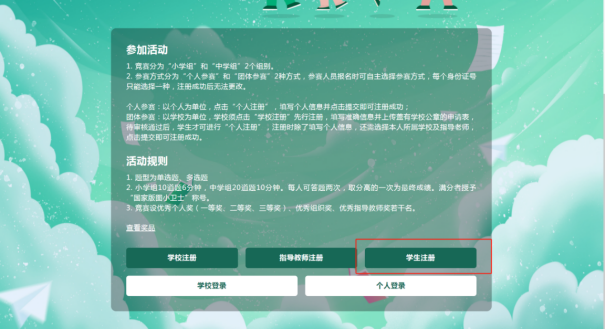 参加活动
1. 竞赛分为“小学组”和“中学组”2个组别。
2. 参赛方式分为“个人参赛”和“团体参赛”2种方式，参赛人员报名时可自主选择参赛方式，每个身份证号
只能选择一种，注册成功后无法更改。
个人参赛：以个人为单位，点击“个人注册”，填写个人信息并点击提交即可注册成功；
团体参赛：以学校为单位，学校须点击“学校注册”先行注册，填写准确信息并上传盖有学校公章的申请表，
待审核通过后，学生才可进行“个人注册”，注册时除了填写个人信息，还需选择本人所属学校及指导老师，
点击提交即可注册成功。
活动规则
1. 题型为单选题、多选题
2. 小学组10道题6分钟，中学组20道题10分钟。每人可答题两次，取分高的一次为最终成绩。满分者授予
“国家版图小卫士”称号。
3. 竞赛设优秀个人奖（一等奖、二等奖、三等奖）、优秀组织奖、优秀指导教师奖若干名。
查看奖品
学校注册 指导教师注册 学生注册
学校登录 个人登录